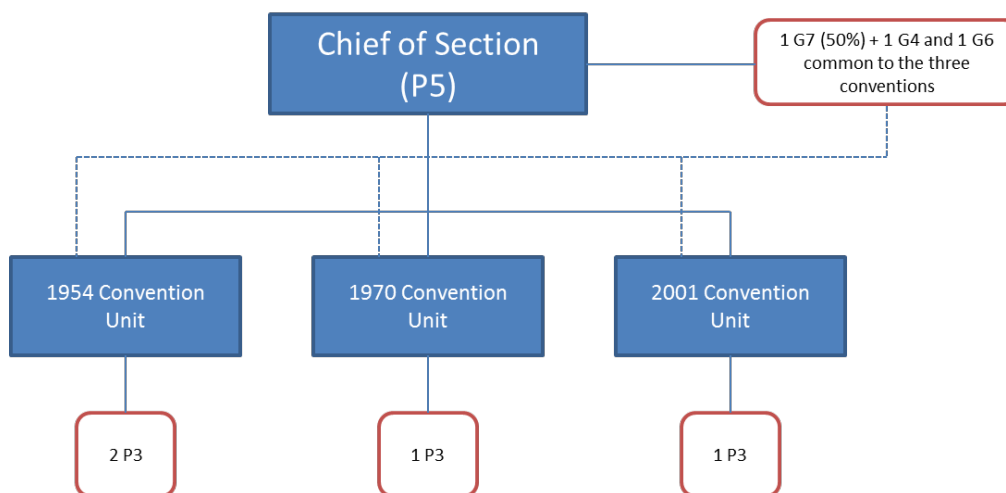 Chief of Section
(P5)
1 G7 (50%) + 1 G4 and 1 G6
common to the three
conventions
1954 Convention
Unit
1970 Convention
Unit
2001 Convention
Unit
2 P3
1 P3
1 P3